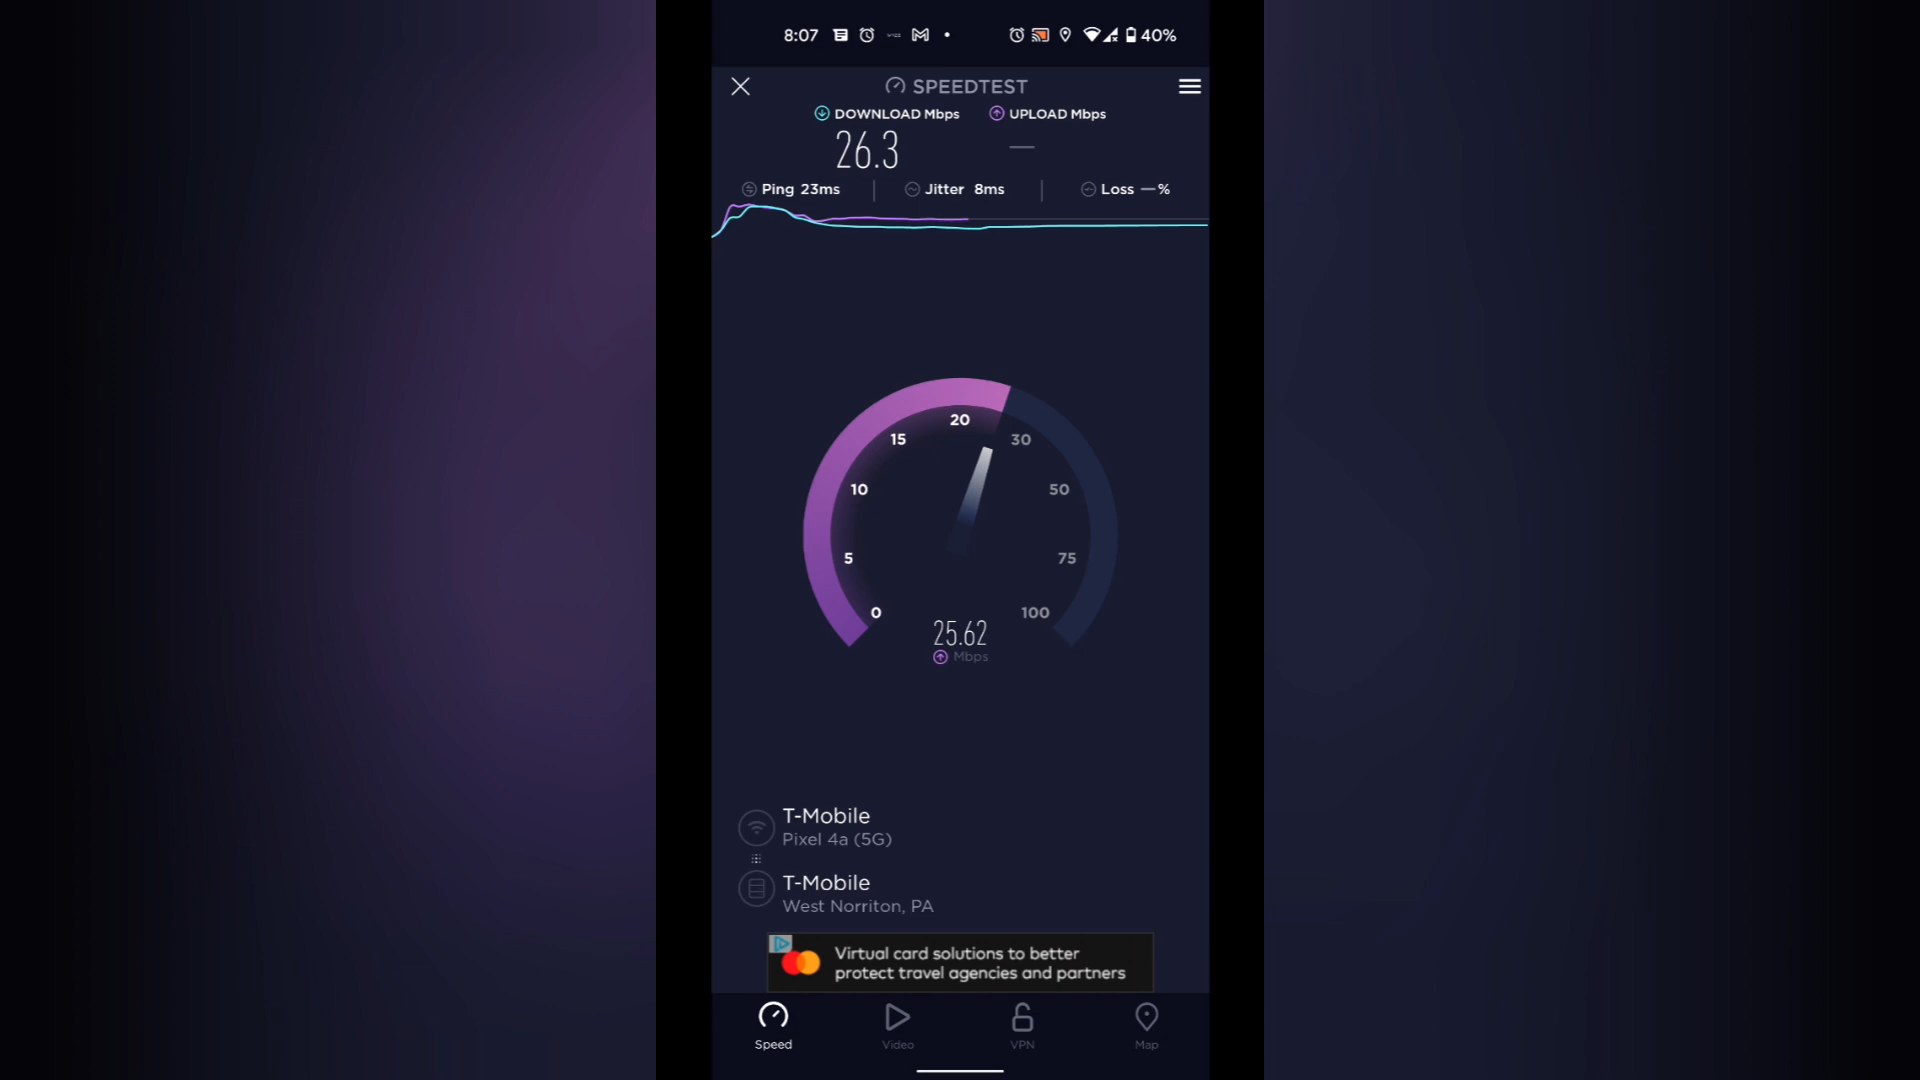 8:07
40%
SPEEDTEST
DOWNLOAD Mbps
UPLOAD Mbps
26.3
—
Ping 23ms
Jitter 8ms
Loss —%
20
15
30
10
50
5
75
0
100
25.62
Mbps
T-Mobile
Pixel 4a (5G)
T-Mobile
West Norriton, PA
Virtual card solutions to better
protect travel agencies and partners
Speed
Video
VPN
Map